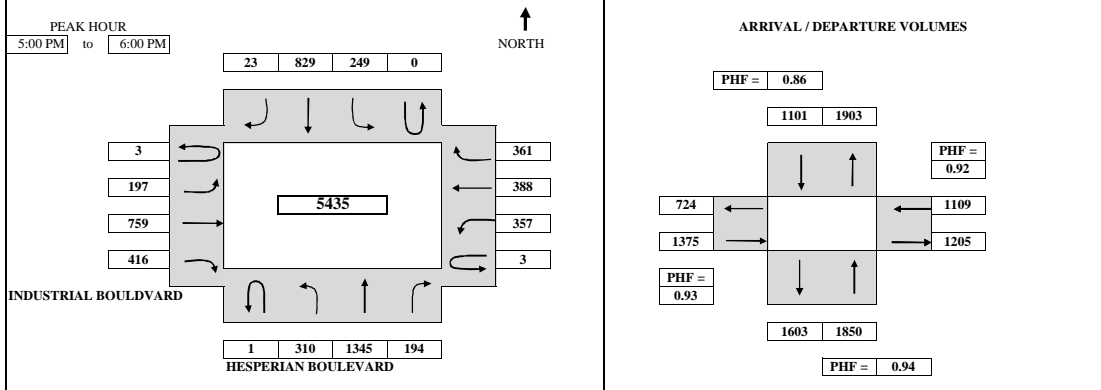 PEAK HOUR
5:00 PM to 6:00 PM
NORTH
23 829 249 0
3
197
759
416
5435
361
388
357
3
INDUSTRIAL BOULDVARD
1 310 1345 194
HESPERIAN BOULEVARD
ARRIVAL / DEPARTURE VOLUMES
PHF = 0.86
1101 1903
PHF =
0.92
724
1375
1109
1205
PHF =
0.93
1603 1850
PHF = 0.94